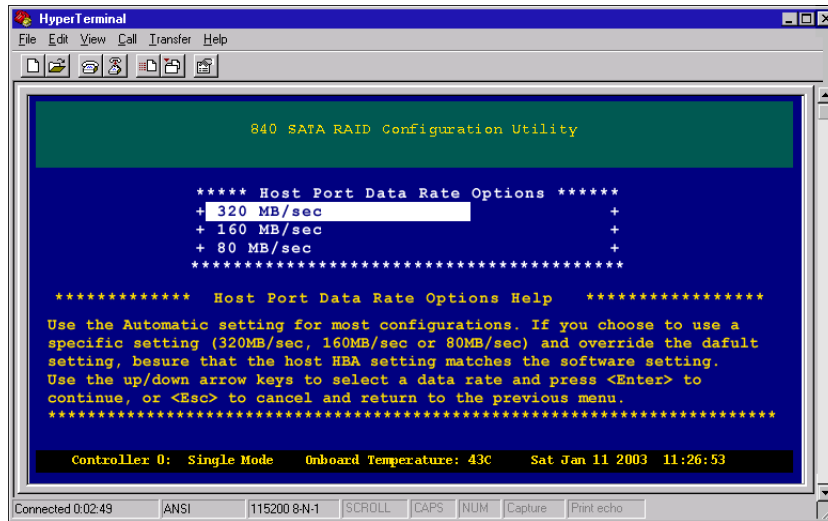 HyperTerminal
File Edit View Call Transfer Help
840 SATA RAID Configuration Utility
***** Host Port Data Rate Options ******
+ 320 MB/sec +
+ 160 MB/sec +
+ 80 MB/sec +
*****************************************
************* Host Port Data Rate Options Help *****************
Use the Automatic setting for most configurations. If you choose to use a
specific setting (320MB/sec, 160MB/sec or 80MB/sec) and override the dafult
setting, besure that the host HBA setting matches the software setting.
Use the up/down arrow keys to select a data rate and press <Enter> to
continue, or <Esc> to cancel and return to the previous menu.
**********************************************************************
Controller 0: Single Mode Onboard Temperature: 43C Sat Jan 11 2003 11:26:53
Connected 0:02:49 ANSI 115200 8-N-1 SCROLL CAPS NUM Capture Print echo